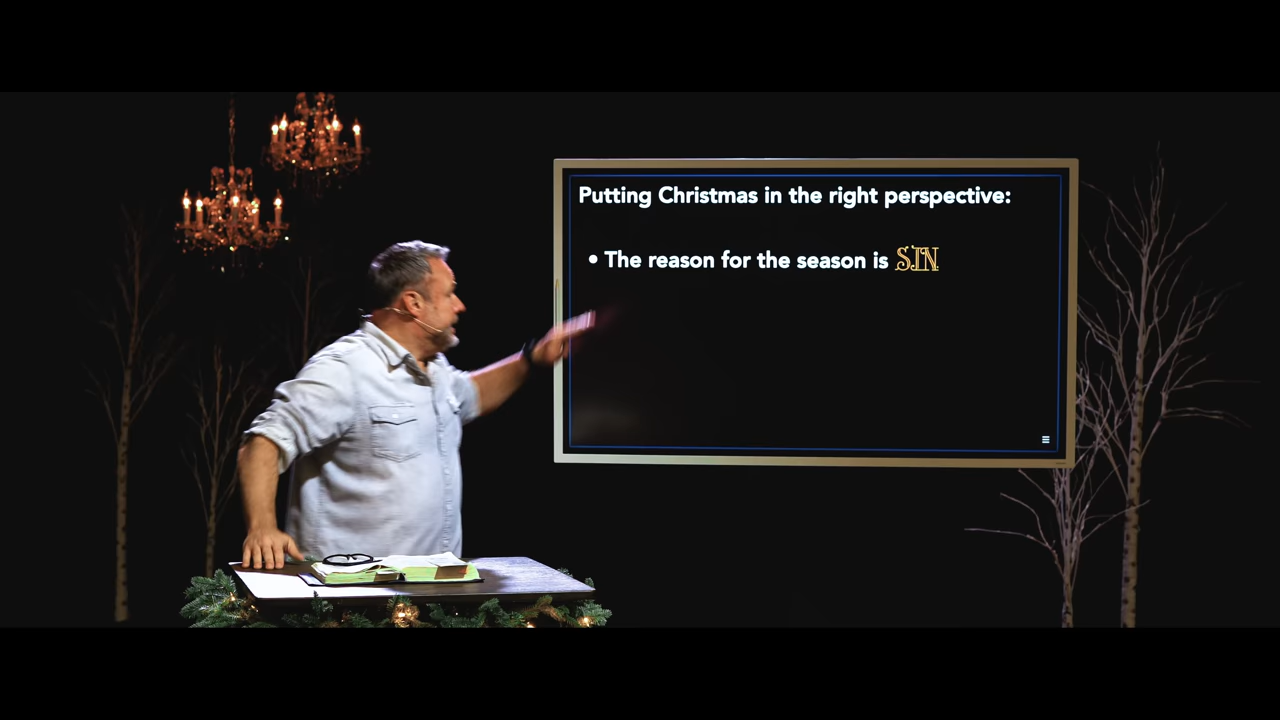 Putting Christmas in the right perspective:
• The reason for the season is SIN